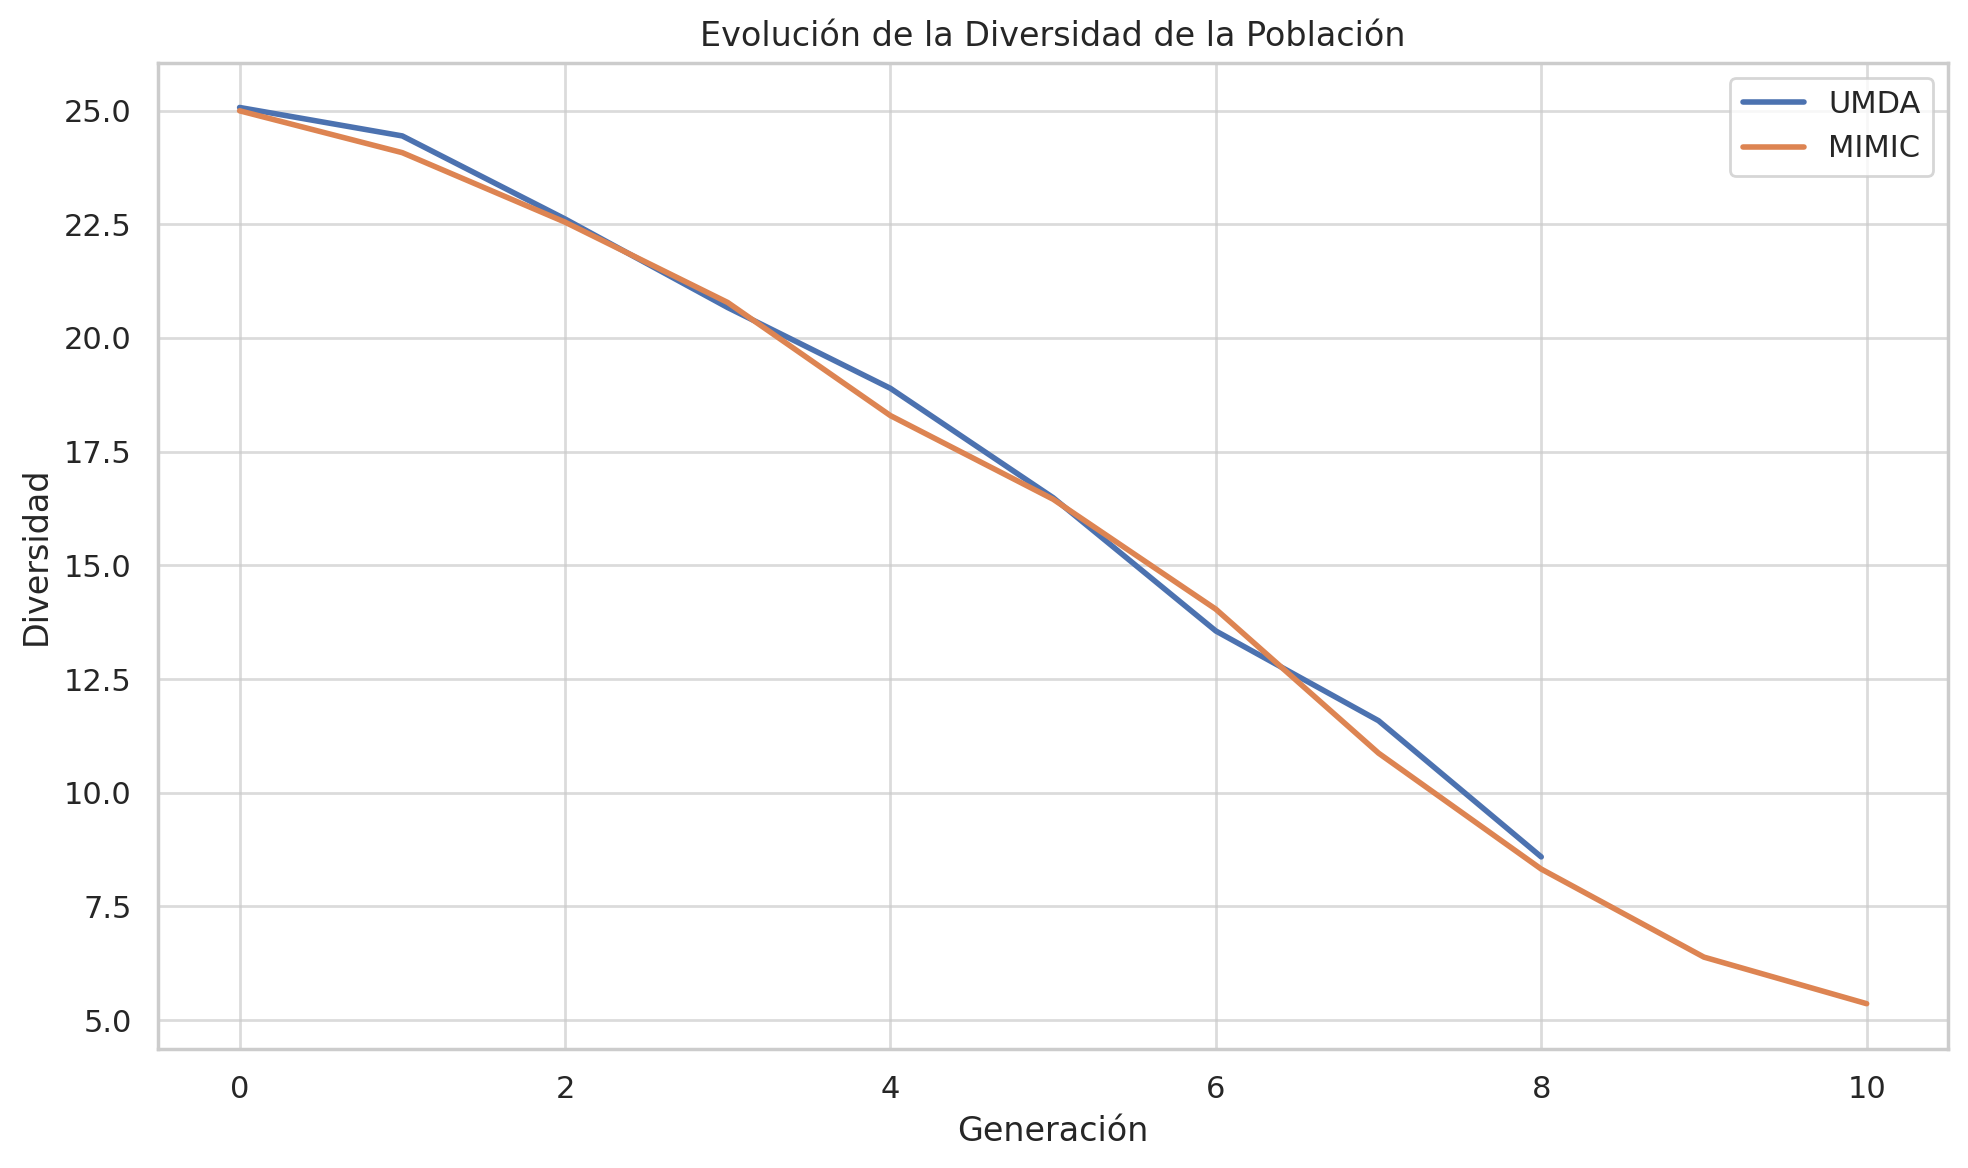 Evolución de la Diversidad de la Población
UMDA
MIMIC
25.0
22.5
20.0
17.5
15.0
12.5
10.0
7.5
5.0
Diversidad
0 2 4 6 8 10
Generación